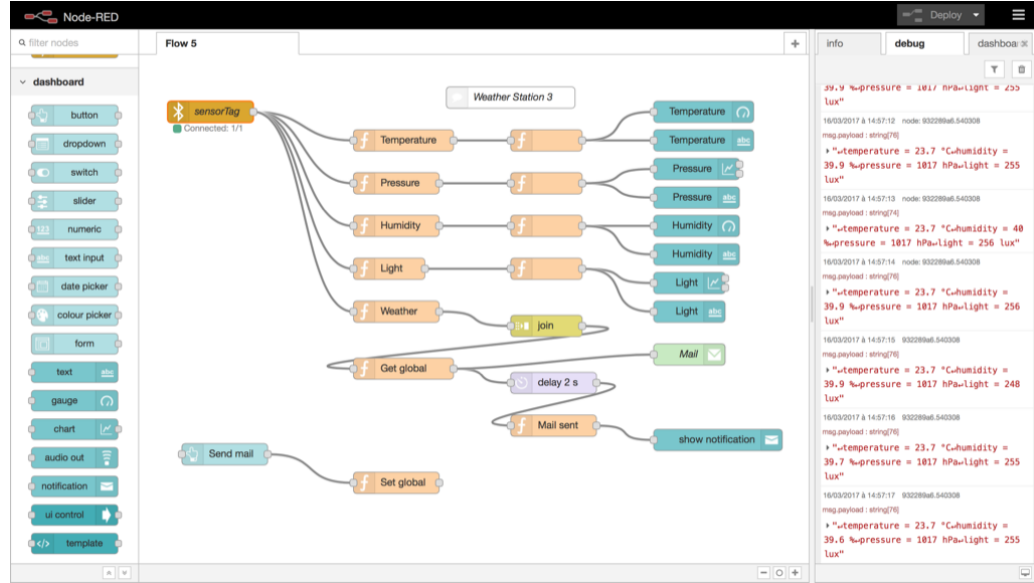 Node-RED
Deploy
filter nodes
Flow 5
info
debug
dashboa
dashboard
button
dropdown
switch
slider
numeric
text input
date picker
colour picker
form
text
gauge
chart
audio out
notification
ui control
template
123
abc
abc
Weather Station 3
sensorTag
Connected: 1/1
Temperature
Pressure
Humidity
Light
Weather
join
Get global
delay 2 s
Mail sent
Send mail
Set global
Temperature
Temperature abc
Pressure
Pressure abc
Humidity
Humidity abc
Light
Light abc
Mail
show notification
39.9 %↵pressure = 1017 hPa↵light = 255
lux"
16/03/2017 à 14:57:12 node: 932289a6.540308
msg.payload : string[76]
"↵temperature = 23.7 °C↵humidity =
39.9 %↵pressure = 1017 hPa↵light = 255
lux"
16/03/2017 à 14:57:13 node: 932289a6.540308
msg.payload : string[74]
"↵temperature = 23.7 °C↵humidity = 40
%↵pressure = 1017 hPa↵light = 256 lux"
16/03/2017 à 14:57:14 node: 932289a6.540308
msg.payload : string[76]
"↵temperature = 23.7 °C↵humidity =
39.9 %↵pressure = 1017 hPa↵light = 256
lux"
16/03/2017 à 14:57:15 932289a6.540308
msg.payload : string[76]
"↵temperature = 23.7 °C↵humidity =
39.9 %↵pressure = 1017 hPa↵light = 248
lux"
16/03/2017 à 14:57:16 932289a6.540308
msg.payload : string[76]
"↵temperature = 23.7 °C↵humidity =
39.7 %↵pressure = 1017 hPa↵light = 255
lux"
16/03/2017 à 14:57:17 932289a6.540308
msg.payload : string[76]
"↵temperature = 23.7 °C↵humidity =
39.6 %↵pressure = 1017 hPa↵light = 255
lux"